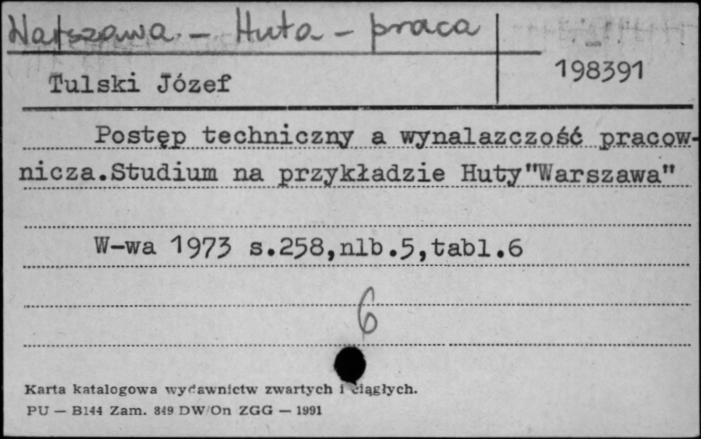 Warszawa - Huta - praca
198391
Tulski Józef
Postęp techniczny a wynalazczość pracow-
nicza.Studium na przykładzie Huty"Warszawa"
W-wa 1973 s.258,nlb.5,tabl.6
6
Karta katalogowa wydawnictw zwartych i ciągłych.
PU — B144 Zam. 849 DW/On ZGG — 1991